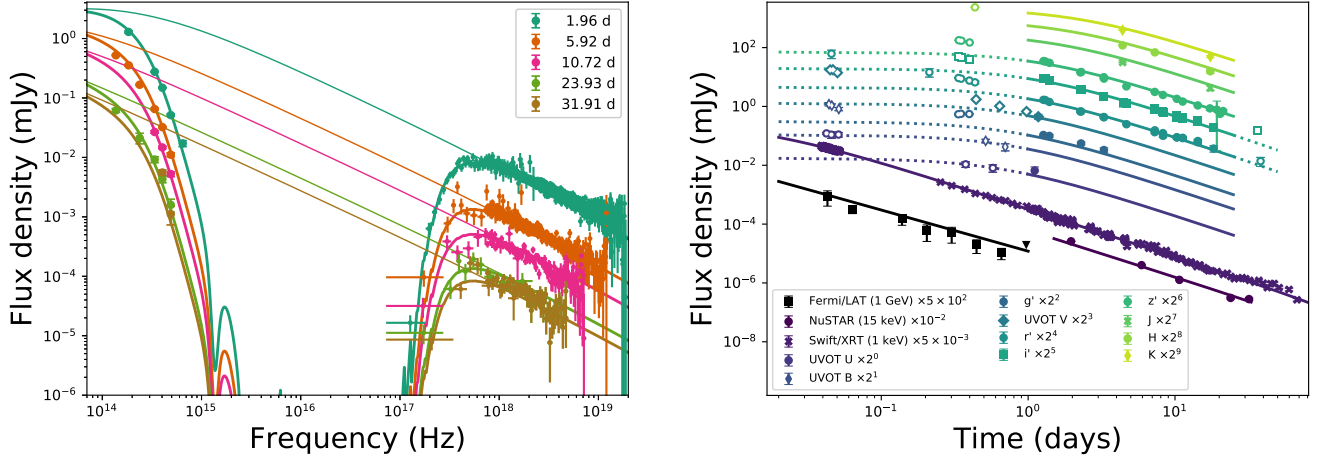 Flux density (mJy)
10^0
10^-1
10^-2
10^-3
10^-4
10^-5
10^-6
10^14 10^15 10^16 10^17 10^18 10^19
Frequency (Hz)
1.96 d
5.92 d
10.72 d
23.93 d
31.91 d
Flux density (mJy)
10^2
10^0
10^-2
10^-4
10^-6
10^-8
10^-1 10^0 10^1
Time (days)
Fermi/LAT (1 GeV) ×5 × 10^2
NuSTAR (15 keV) ×10^-2
Swift/XRT (1 keV) ×5 × 10^-3
UVOT U ×2^0
UVOT B ×2^1
g' ×2^2
UVOT V ×2^3
r' ×2^4
i' ×2^5
z' ×2^6
J ×2^7
H ×2^8
K ×2^9